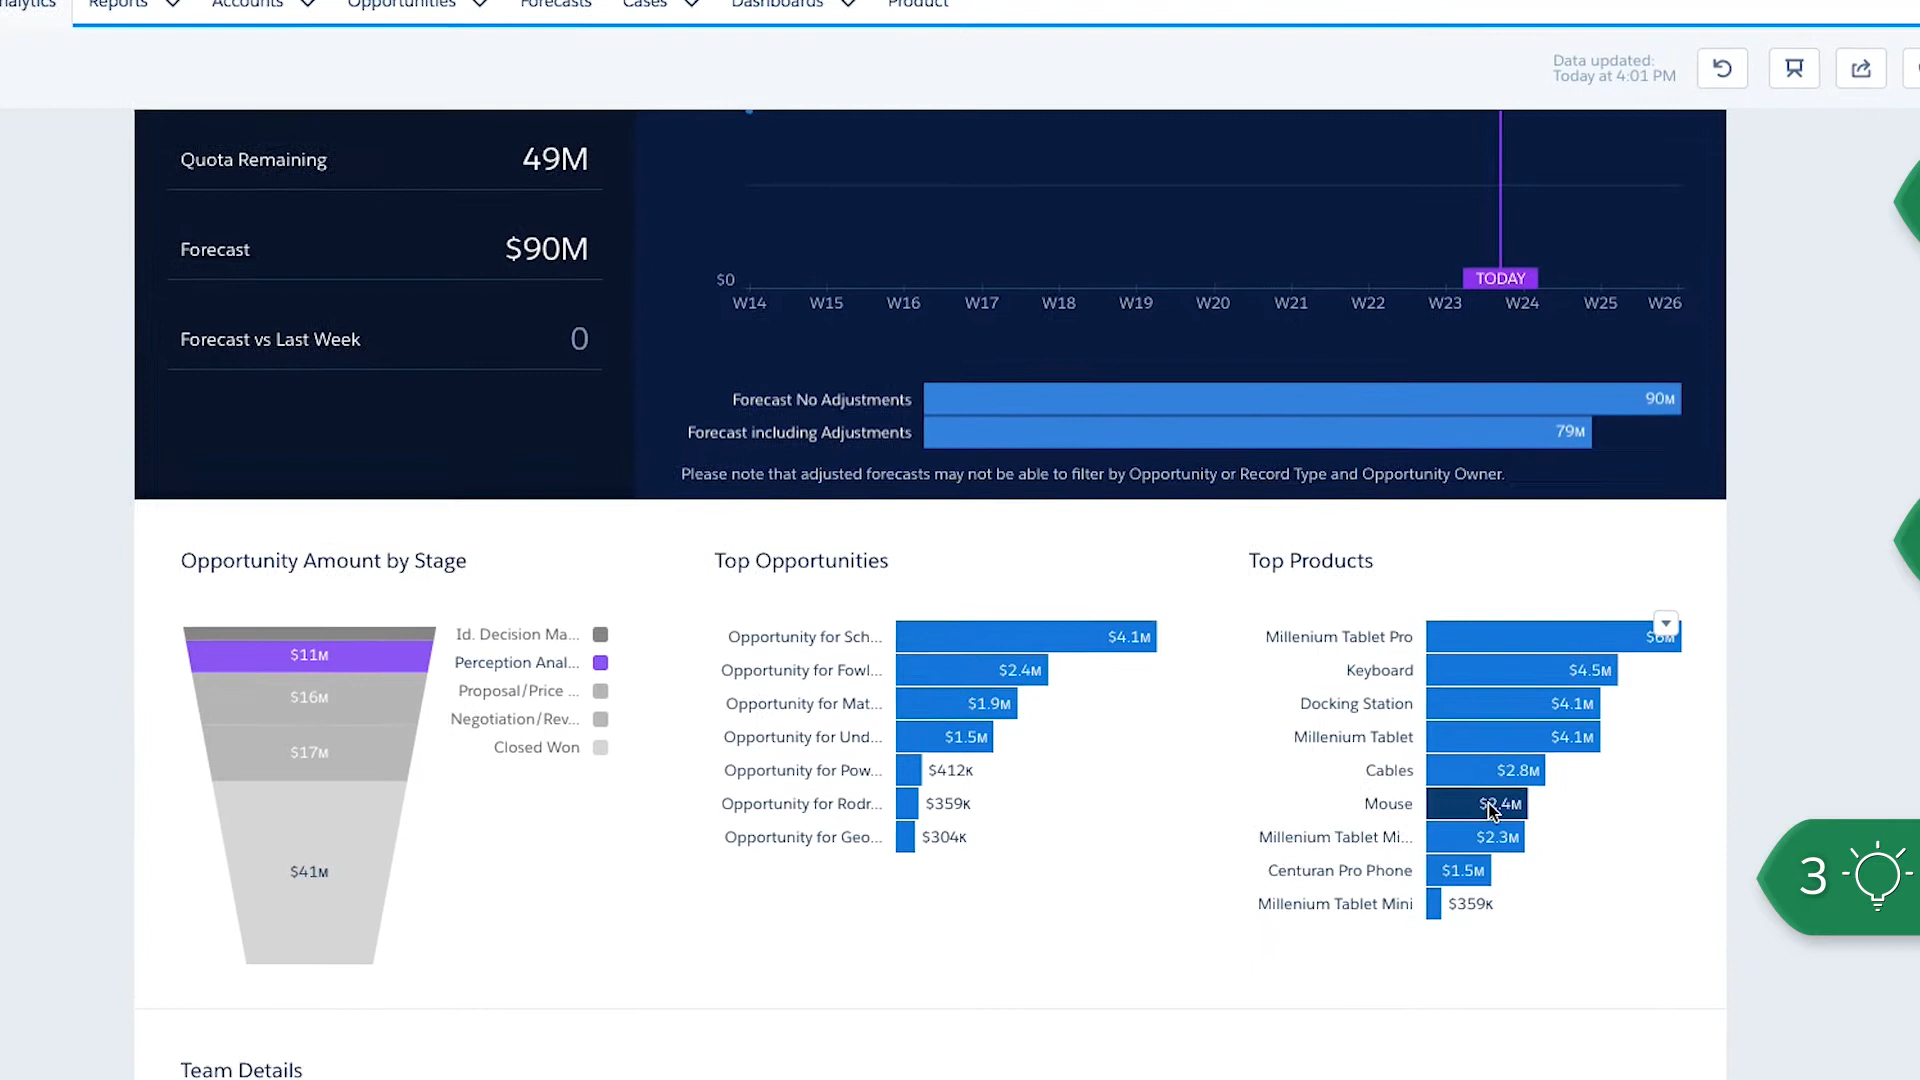 Reports
Accounts
Opportunities
Forecasts
Cases
Dashboards
Product
Data updated:
Today at 4:01 PM
Quota Remaining 49M
Forecast $90M
Forecast vs Last Week 0
$0
TODAY
W14 W15 W16 W17 W18 W19 W20 W21 W22 W23 W24 W25 W26
Forecast No Adjustments 90M
Forecast including Adjustments 79M
Please note that adjusted forecasts may not be able to filter by Opportunity or Record Type and Opportunity Owner.
Opportunity Amount by Stage
$11M
$16M
$17M
$41M
Id. Decision Ma...
Perception Anal...
Proposal/Price ...
Negotiation/Rev...
Closed Won
Top Opportunities
Opportunity for Sch... $4.1M
Opportunity for Fowl... $2.4M
Opportunity for Mat... $1.9M
Opportunity for Und... $1.5M
Opportunity for Pow... $412K
Opportunity for Rodr... $359K
Opportunity for Geo... $304K
Top Products
Millenium Tablet Pro $6M
Keyboard $4.5M
Docking Station $4.1M
Millenium Tablet $4.1M
Cables $2.8M
Mouse $2.4M
Millenium Tablet Mi... $2.3M
Centuran Pro Phone $1.5M
Millenium Tablet Mini $359K
3
Team Details